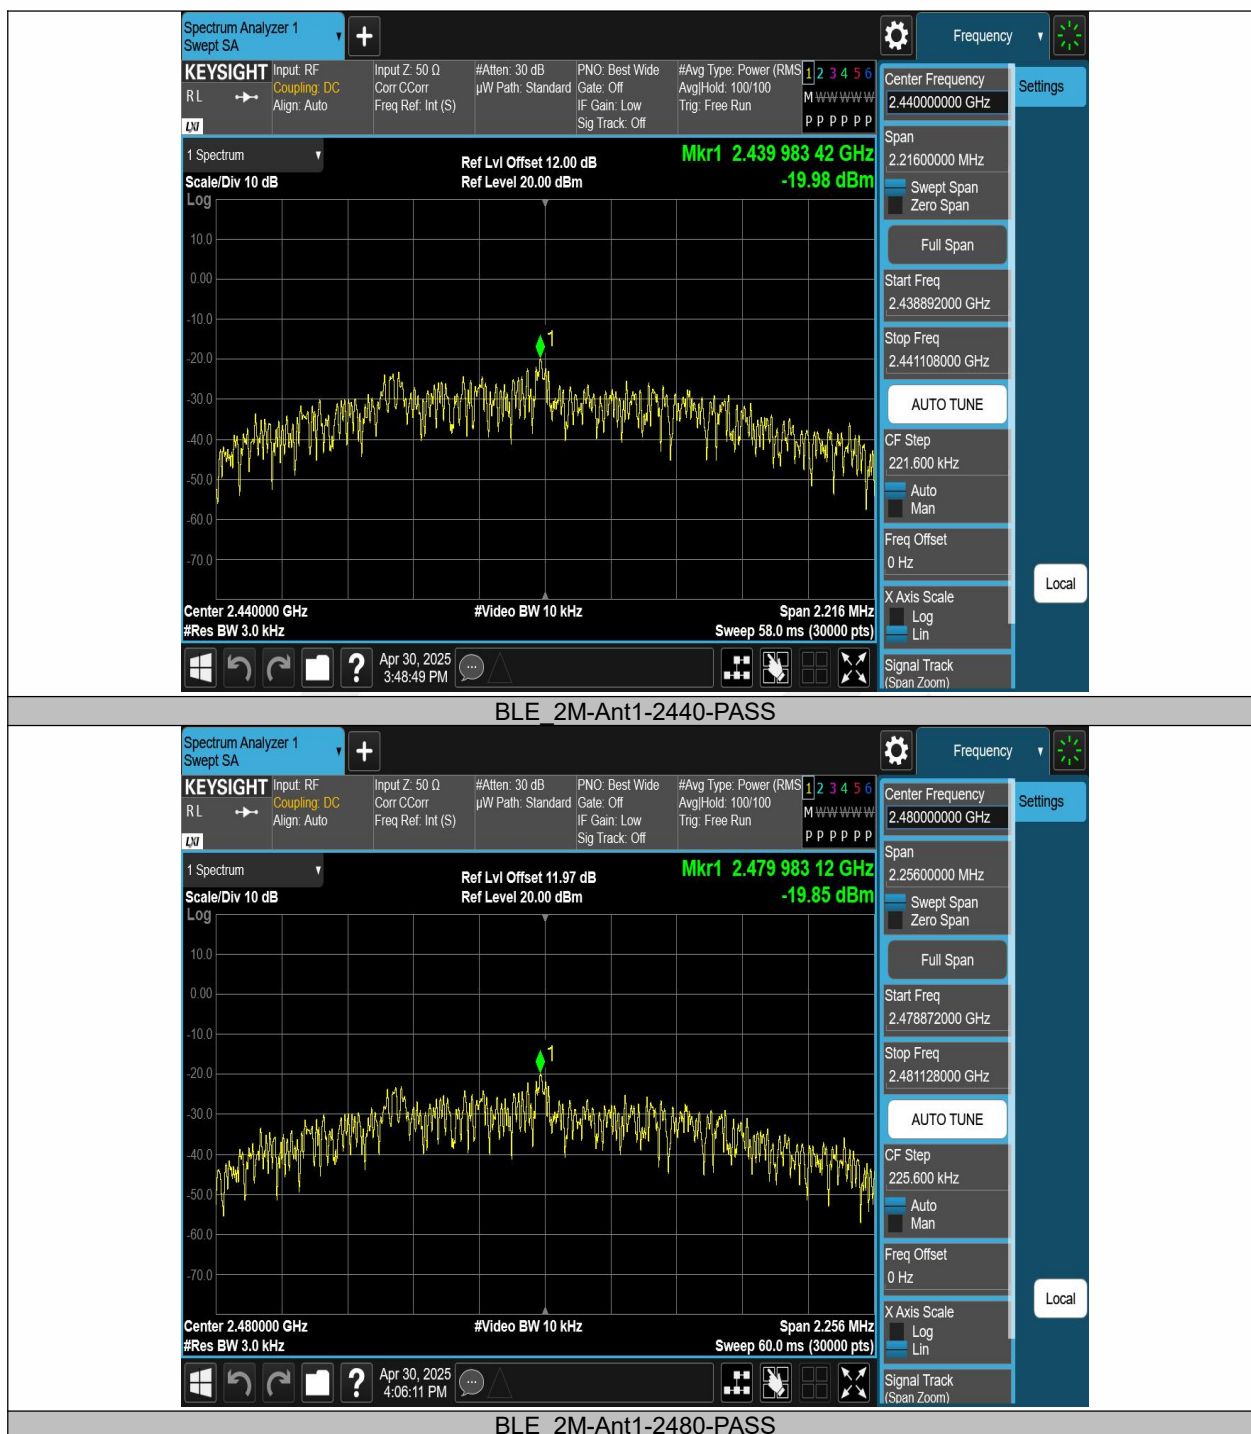 Spectrum Analyzer 1
Swept SA
+
Frequency
KEYSIGHT
RL
LXI
Input: RF
Coupling: DC
Align: Auto
Input Z: 50 Ω
Corr CCorr
Freq Ref: Int (S)
#Atten: 30 dB
µW Path: Standard
PNO: Best Wide
Gate: Off
IF Gain: Low
Sig Track: Off
#Avg Type: Power (RMS
Avg|Hold: 100/100
Trig: Free Run
1 2 3 4 5 6
M W W W W W
P P P P P P
Center Frequency
2.440000000 GHz
Settings
1 Spectrum
Ref Lvl Offset 12.00 dB
Mkr1 2.439 983 42 GHz
Scale/Div 10 dB
Ref Level 20.00 dBm
-19.98 dBm
Log
10.0
0.00
-10.0
-20.0
-30.0
-40.0
-50.0
-60.0
-70.0
1
Span
2.21600000 MHz
Swept Span
Zero Span
Full Span
Start Freq
2.438892000 GHz
Stop Freq
2.441108000 GHz
AUTO TUNE
CF Step
221.600 kHz
Auto
Man
Freq Offset
0 Hz
Local
X Axis Scale
Log
Lin
Signal Track
(Span Zoom)
Center 2.440000 GHz
#Video BW 10 kHz
Span 2.216 MHz
#Res BW 3.0 kHz
Sweep 58.0 ms (30000 pts)
?
Apr 30, 2025
3:48:49 PM
BLE_2M-Ant1-2440-PASS
Spectrum Analyzer 1
Swept SA
+
Frequency
KEYSIGHT
RL
LXI
Input: RF
Coupling: DC
Align: Auto
Input Z: 50 Ω
Corr CCorr
Freq Ref: Int (S)
#Atten: 30 dB
µW Path: Standard
PNO: Best Wide
Gate: Off
IF Gain: Low
Sig Track: Off
#Avg Type: Power (RMS
Avg|Hold: 100/100
Trig: Free Run
1 2 3 4 5 6
M W W W W W
P P P P P P
Center Frequency
2.480000000 GHz
Settings
1 Spectrum
Ref Lvl Offset 11.97 dB
Mkr1 2.479 983 12 GHz
Scale/Div 10 dB
Ref Level 20.00 dBm
-19.85 dBm
Log
10.0
0.00
-10.0
-20.0
-30.0
-40.0
-50.0
-60.0
-70.0
1
Span
2.25600000 MHz
Swept Span
Zero Span
Full Span
Start Freq
2.478872000 GHz
Stop Freq
2.481128000 GHz
AUTO TUNE
CF Step
225.600 kHz
Auto
Man
Freq Offset
0 Hz
Local
X Axis Scale
Log
Lin
Signal Track
(Span Zoom)
Center 2.480000 GHz
#Video BW 10 kHz
Span 2.256 MHz
#Res BW 3.0 kHz
Sweep 60.0 ms (30000 pts)
?
Apr 30, 2025
4:06:11 PM
BLE_2M-Ant1-2480-PASS